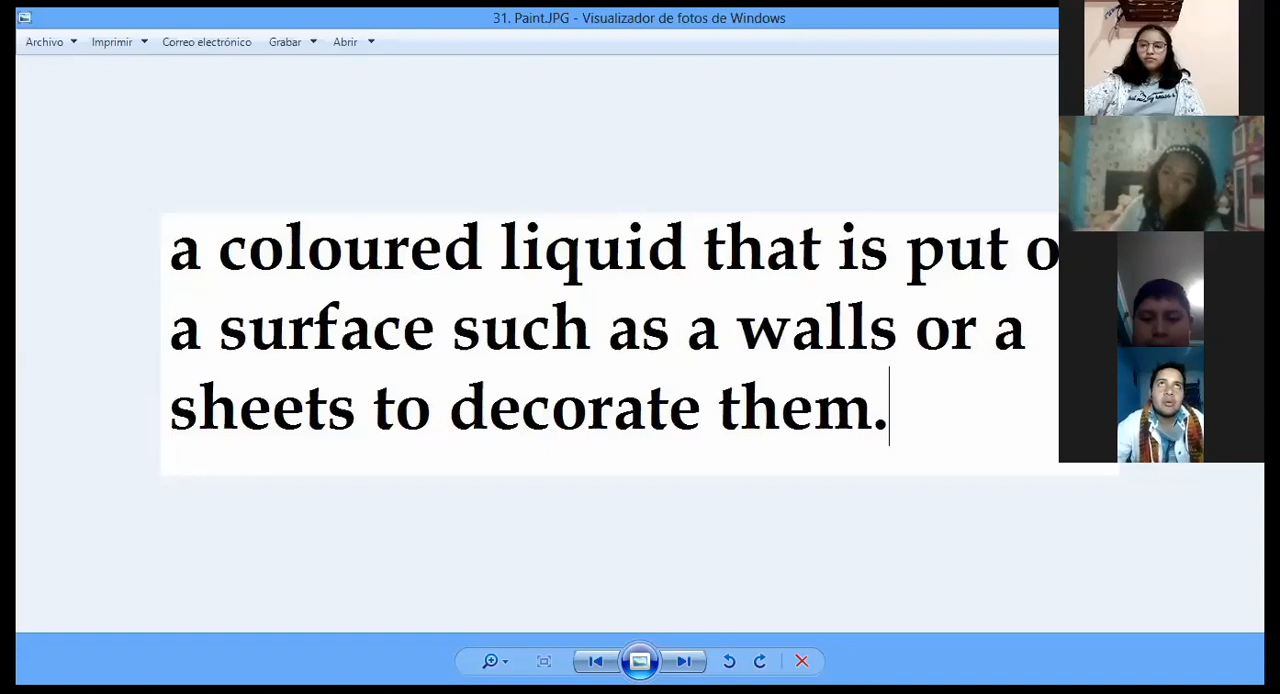 31. Paint.JPG - Visualizador de fotos de Windows
Archivo Imprimir Correo electrónico Grabar Abrir
a coloured liquid that is put o
a surface such as a walls or a
sheets to decorate them.